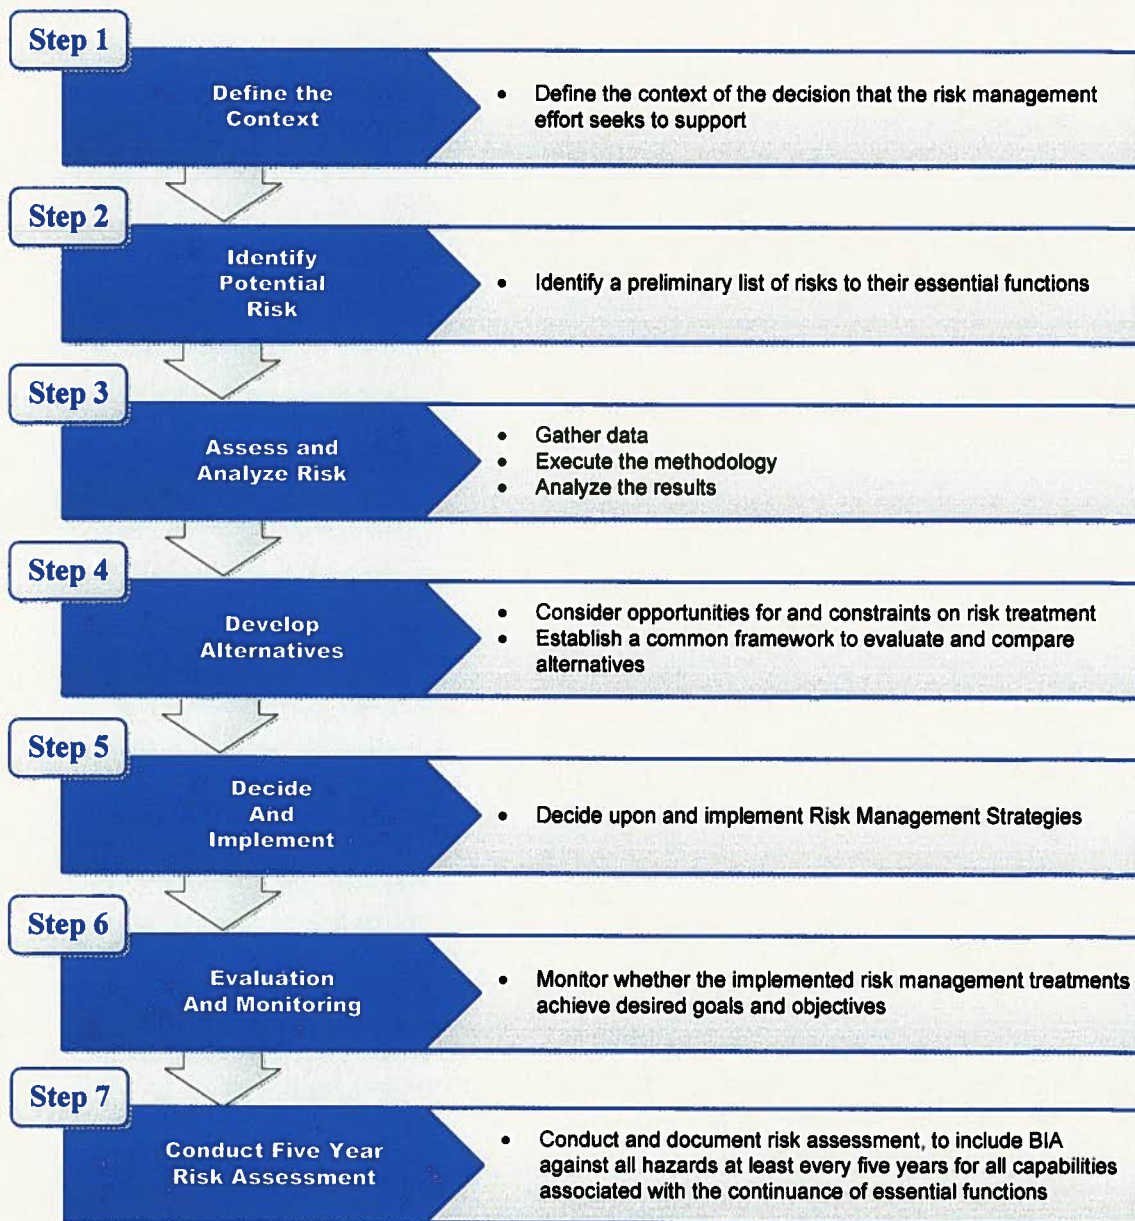 Step 1
Define the
Context
• Define the context of the decision that the risk management
effort seeks to support
Step 2
Identify
Potential
Risk
• Identify a preliminary list of risks to their essential functions
Step 3
Assess and
Analyze Risk
• Gather data
• Execute the methodology
• Analyze the results
Step 4
Develop
Alternatives
• Consider opportunities for and constraints on risk treatment
• Establish a common framework to evaluate and compare
alternatives
Step 5
Decide
And
Implement
• Decide upon and implement Risk Management Strategies
Step 6
Evaluation
And Monitoring
• Monitor whether the implemented risk management treatments
achieve desired goals and objectives
Step 7
Conduct Five Year
Risk Assessment
• Conduct and document risk assessment, to include BIA
against all hazards at least every five years for all capabilities
associated with the continuance of essential functions